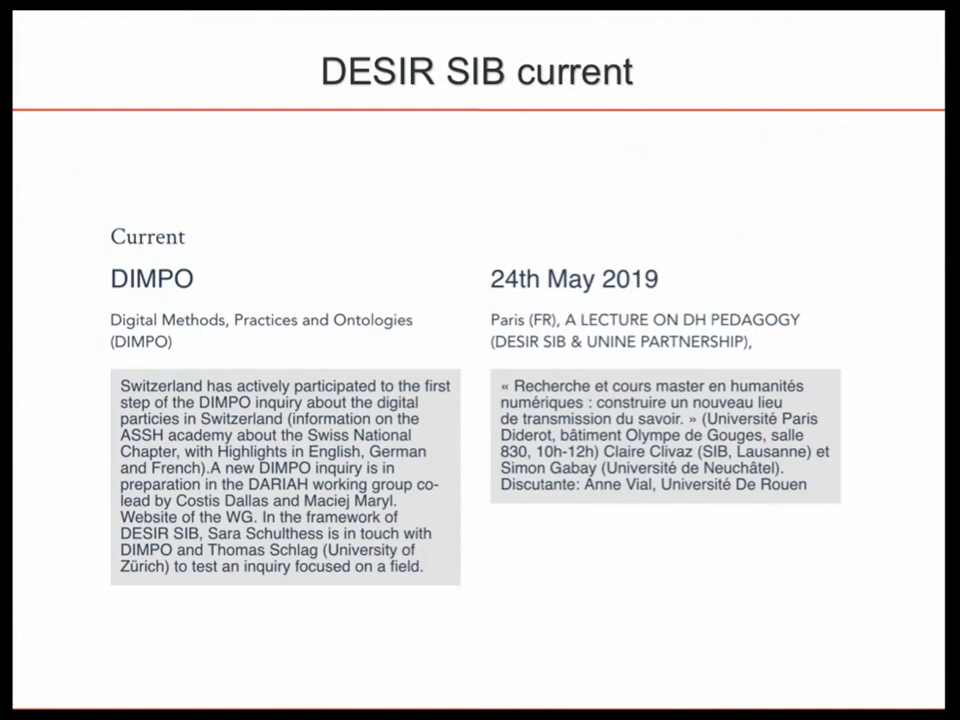 DESIR SIB current
Current
DIMPO
Digital Methods, Practices and Ontologies
(DIMPO)
Switzerland has actively participated to the first
step of the DIMPO inquiry about the digital
particies in Switzerland (information on the
ASSH academy about the Swiss National
Chapter, with Highlights in English, German
and French).A new DIMPO inquiry is in
preparation in the DARIAH working group co-
lead by Costis Dallas and Maciej Maryl.
Website of the WG. In the framework of
DESIR SIB, Sara Schulthess is in touch with
DIMPO and Thomas Schlag (University of
Zürich) to test an inquiry focused on a field.
24th May 2019
Paris (FR), A LECTURE ON DH PEDAGOGY
(DESIR SIB & UNINE PARTNERSHIP),
« Recherche et cours master en humanités
numériques : construire un nouveau lieu
de transmission du savoir. » (Université Paris
Diderot, bâtiment Olympe de Gouges, salle
830, 10h-12h) Claire Clivaz (SIB, Lausanne) et
Simon Gabay (Université de Neuchâtel).
Discutante: Anne Vial, Université De Rouen